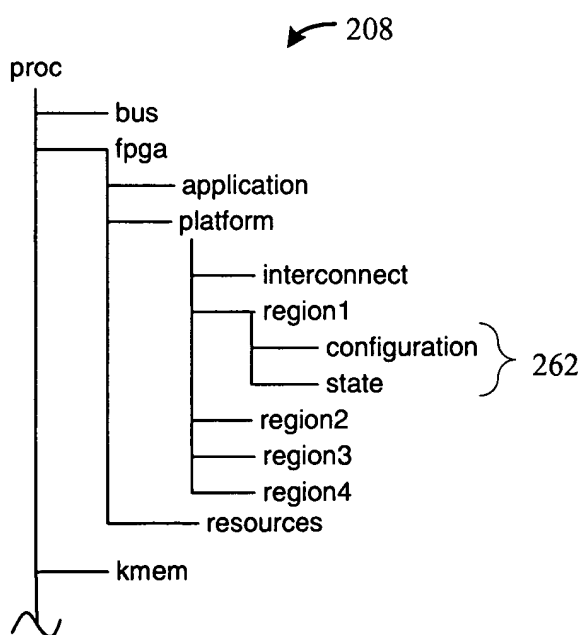 208
proc
bus
fpga
application
platform
interconnect
region1
configuration
state
262
region2
region3
region4
resources
kmem